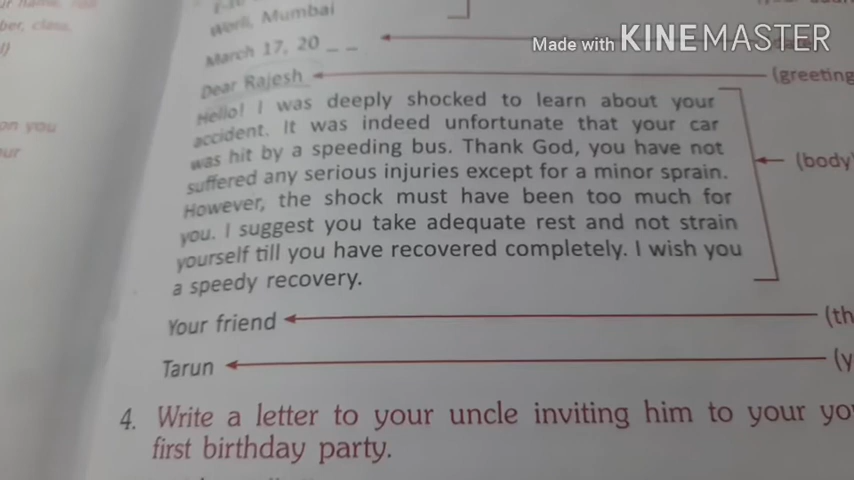 ber, class,
Worli, Mumbai
March 17, 20 _ _
Made with KINEMASTER
Dear Rajesh
(greeting
Hello! I was deeply shocked to learn about your
accident. It was indeed unfortunate that your car
was hit by a speeding bus. Thank God, you have not
(body)
suffered any serious injuries except for a minor sprain.
However, the shock must have been too much for
you. I suggest you take adequate rest and not strain
yourself till you have recovered completely. I wish you
a speedy recovery.
Your friend
(th
Tarun
(y
4. Write a letter to your uncle inviting him to your yo
first birthday party.
on you